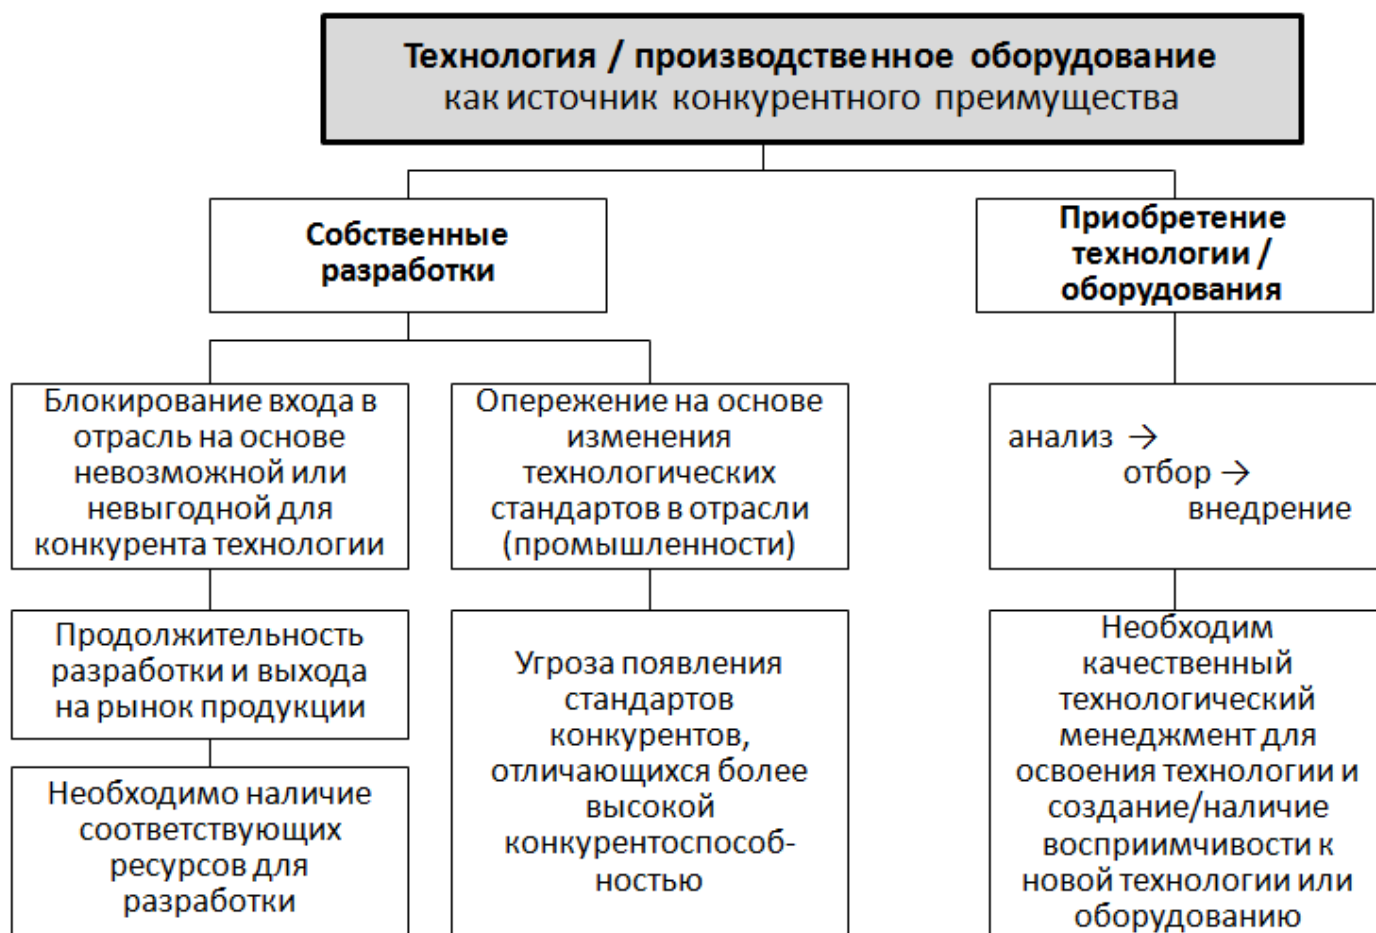 Технология / производственное оборудование
как источник конкурентного преимущества
Собственные
разработки
Приобретение
технологии /
оборудования
Блокирование входа в
отрасль на основе
невозможной или
невыгодной для
конкурента технологии
Опережение на основе
изменения
технологических
стандартов в отрасли
(промышленности)
анализ →
отбор →
внедрение
Продолжительность
разработки и выхода
на рынок продукции
Угроза появления
стандартов
конкурентов,
отличающихся более
высокой
конкурентоспособ-
ностью
Необходим
качественный
технологический
менеджмент для
освоения технологии и
создание/наличие
восприимчивости к
новой технологии или
оборудованию
Необходимо наличие
соответствующих
ресурсов для
разработки